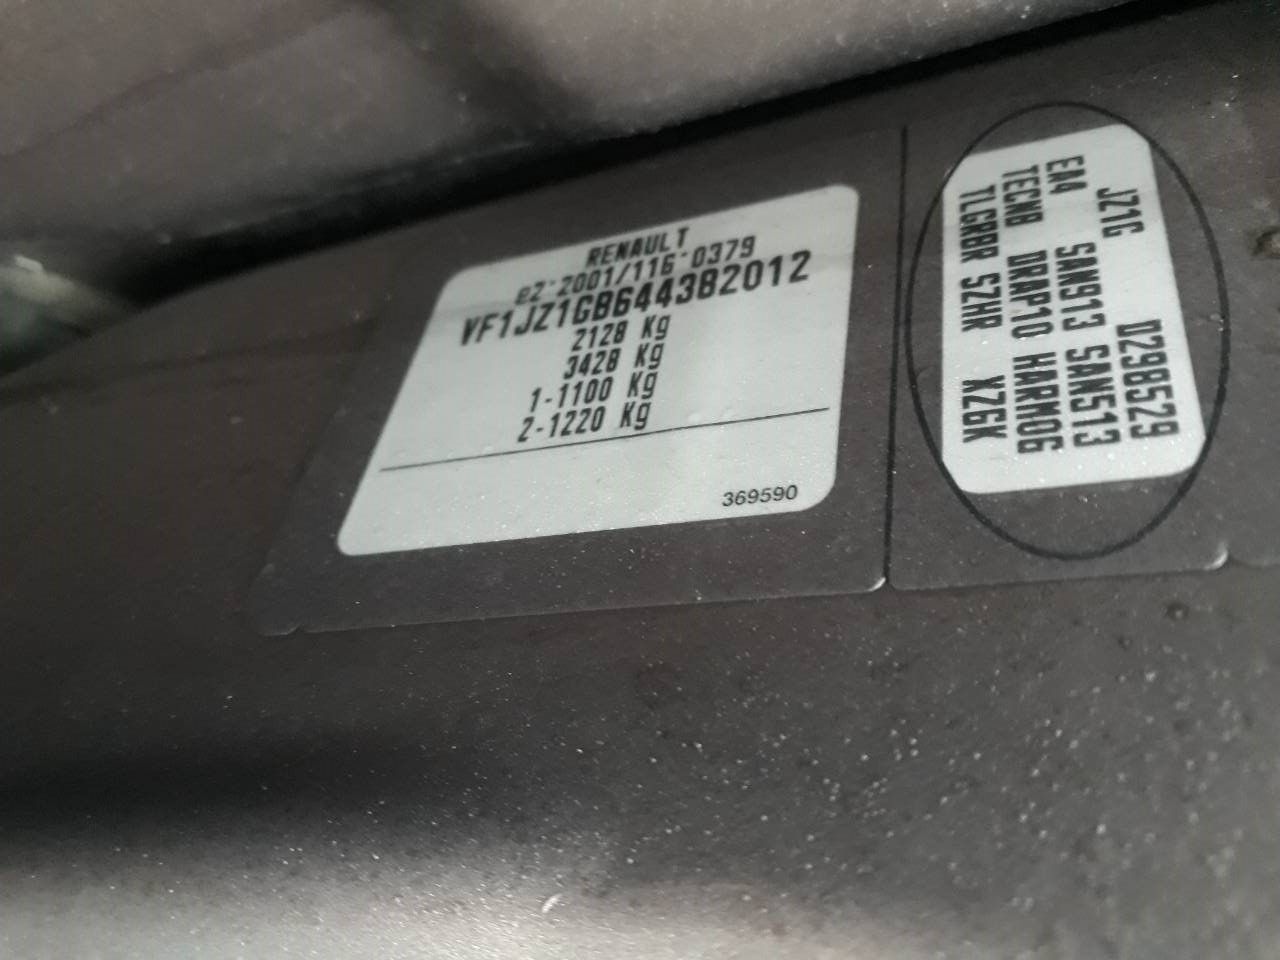 RENAULT
e2*2001/116*0379
VF1JZ1GB644382012
2128 Kg
3428 Kg
1-1100 Kg
2-1220 Kg
369590
JZ1G D298529
EA4 SAN913 SAN513
TECNB DRAP10 HARM06
TLGRBR SZHR XZ6K